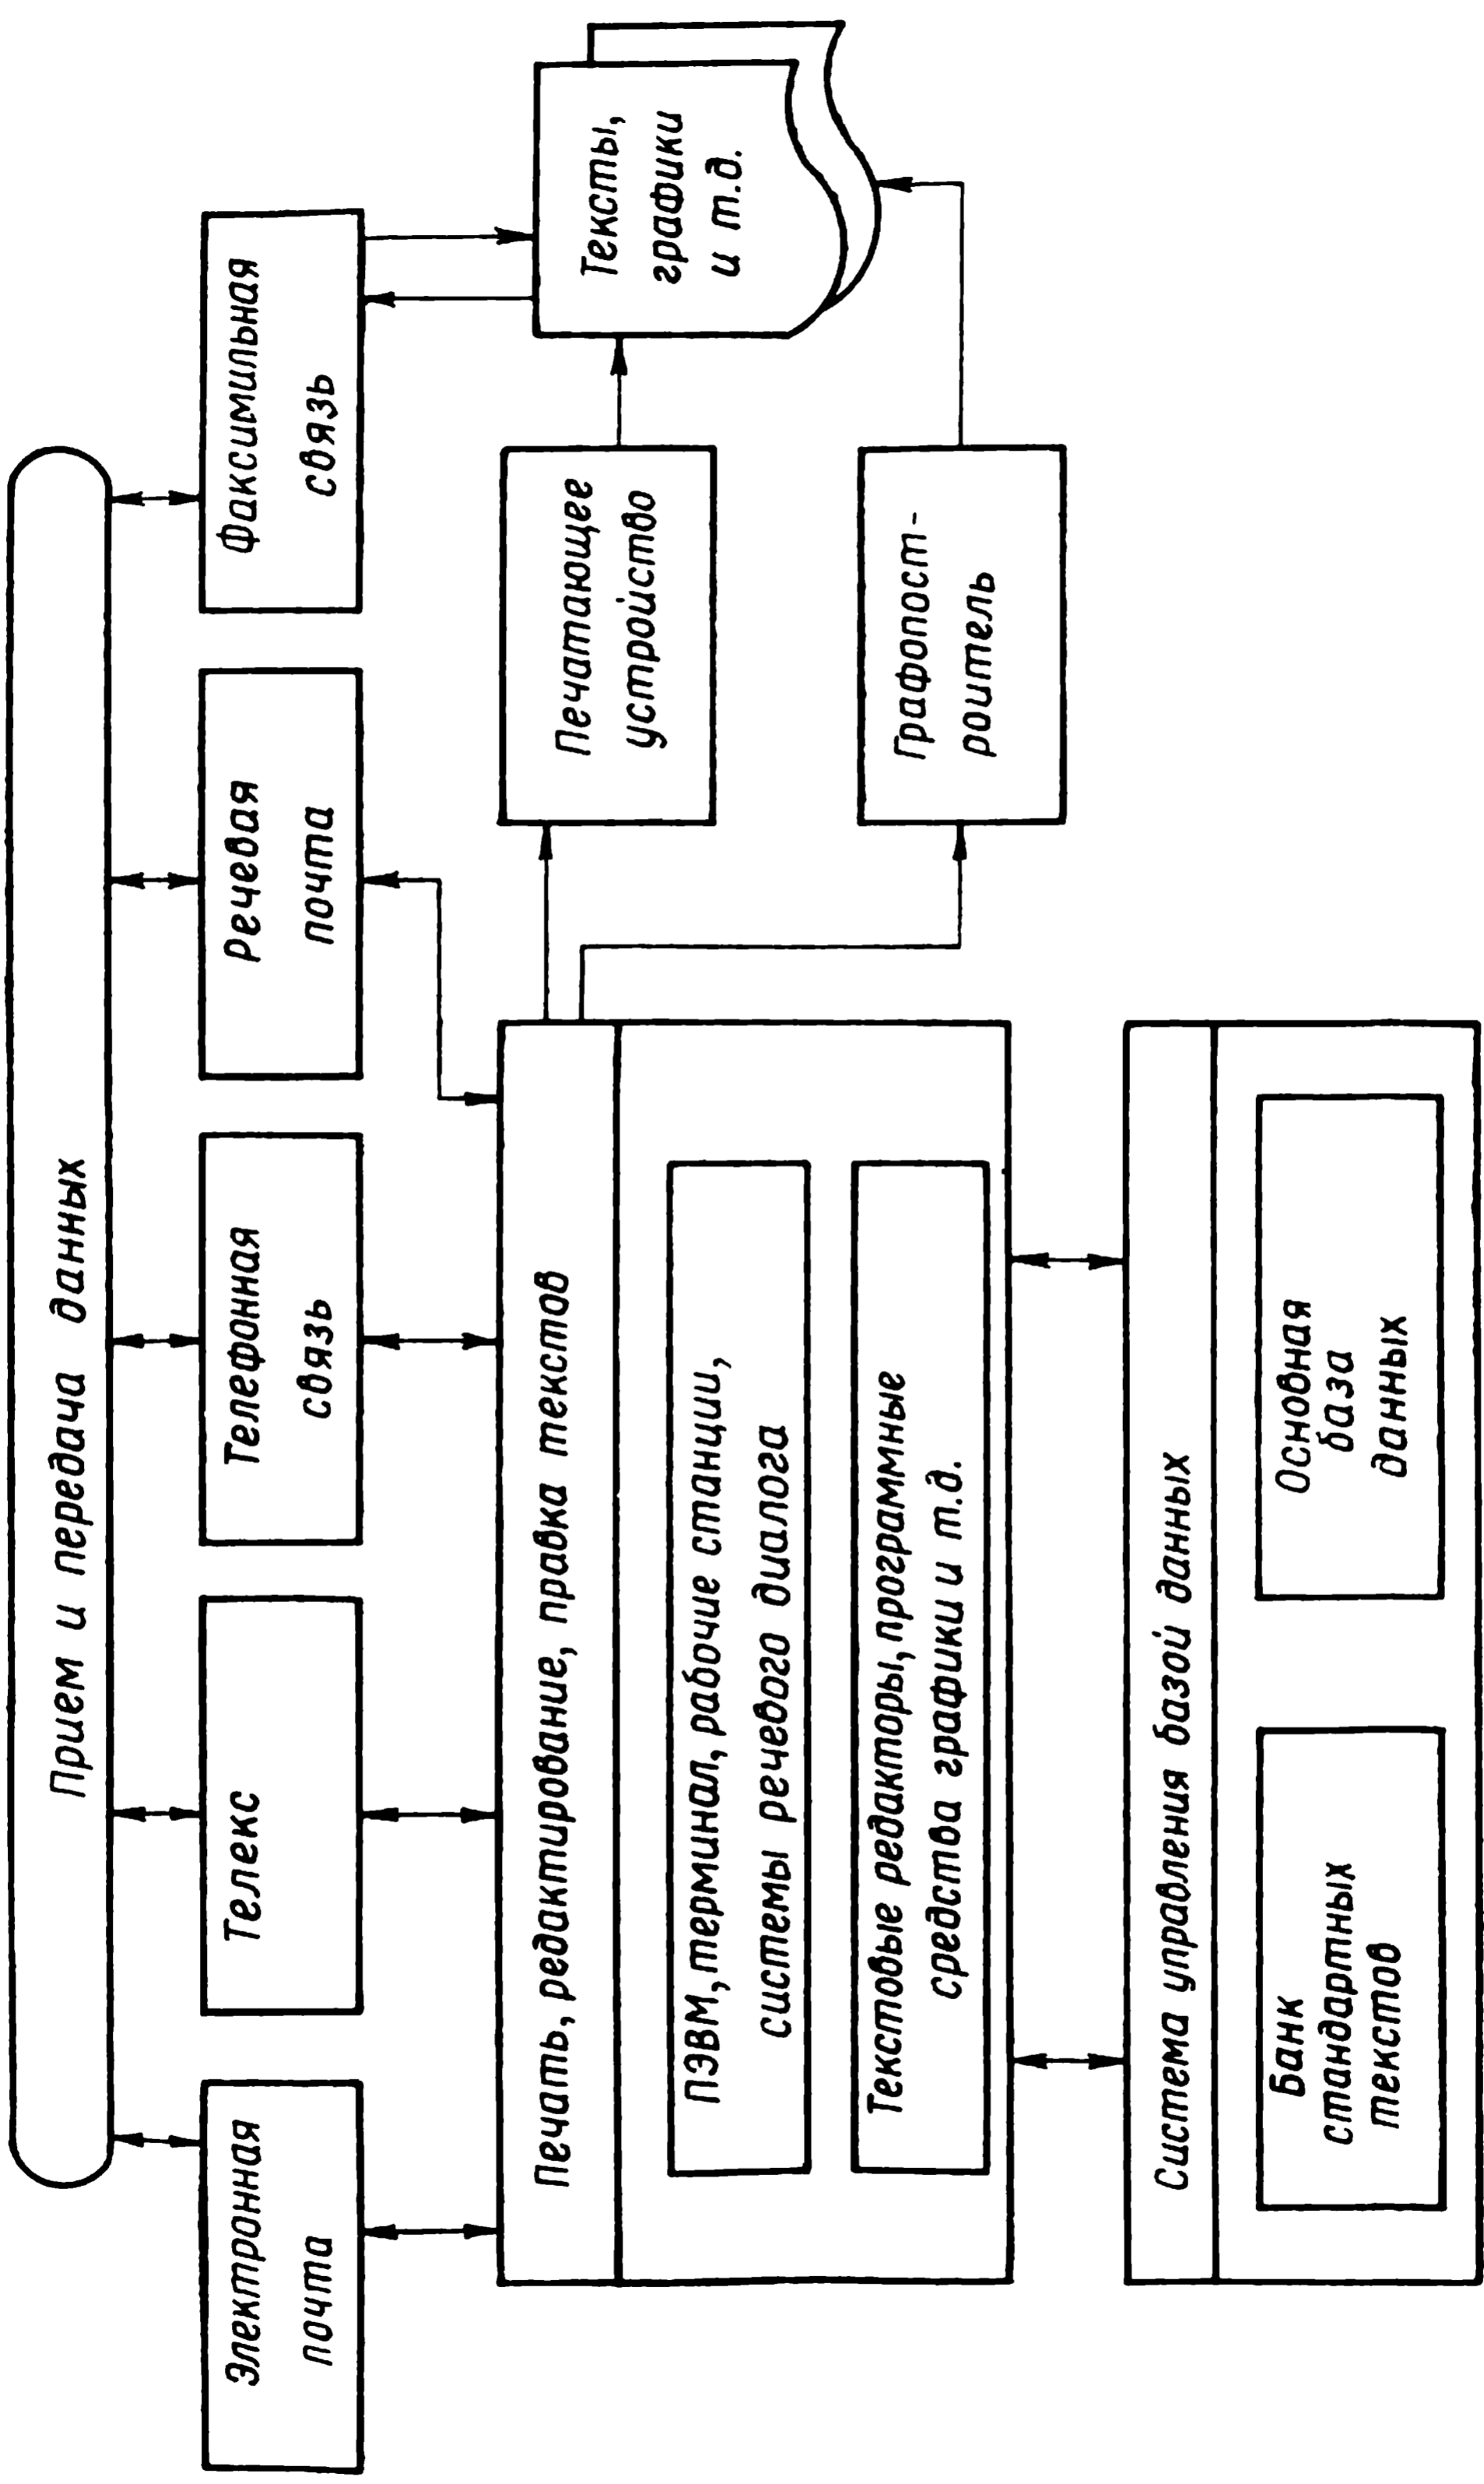 Прием и передача данных
Электронная
почта
Телекс
Телефонная
связь
Речевая
почта
Факсимильная
связь
Печать, редактирование, правка текстов
ПЭВМ, терминал, рабочие станции,
системы речевого диалога
Текстовые редакторы, программные
средства графики и т.д.
Печатающее
устройство
Графопост-
роитель
Тексты,
графики
и т.д.
Система управления базой данных
Банк
стандартных
текстов
Основная
база
данных